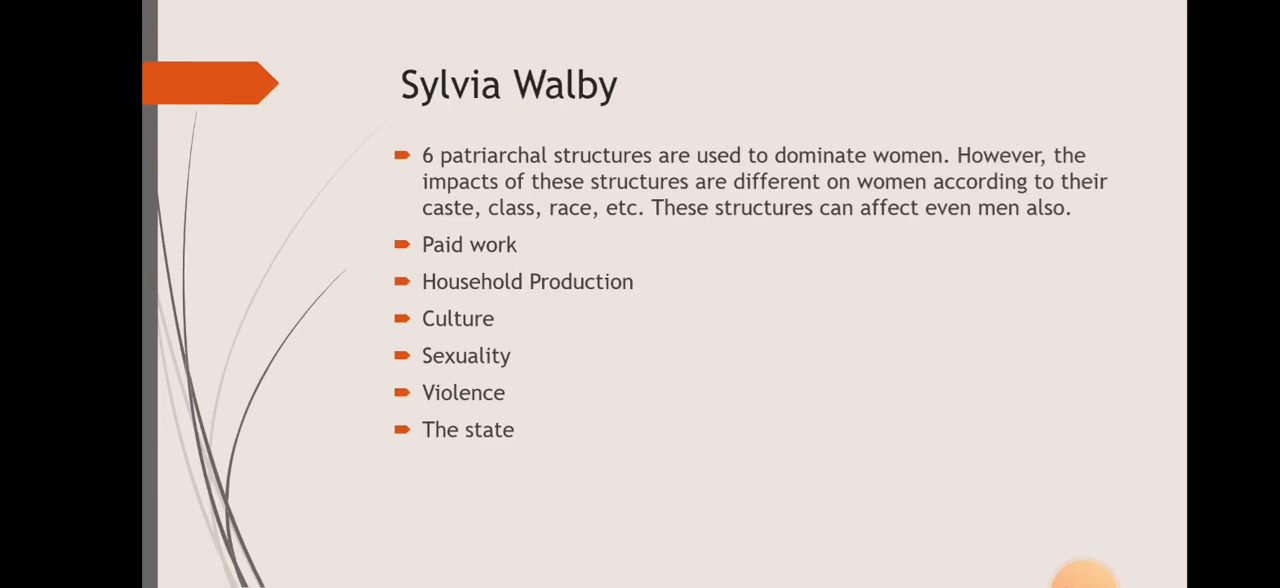 Sylvia Walby
6 patriarchal structures are used to dominate women. However, the
impacts of these structures are different on women according to their
caste, class, race, etc. These structures can affect even men also.
Paid work
Household Production
Culture
Sexuality
Violence
The state